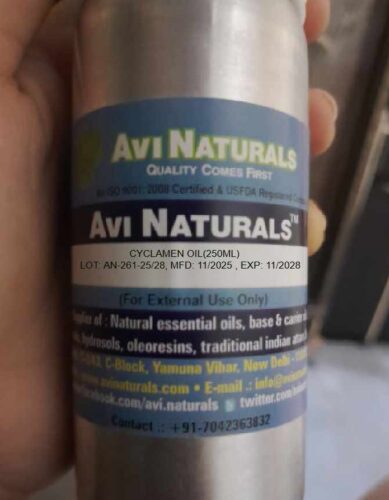 AVI NATURALS
QUALITY COMES FIRST
An ISO 9001: 2008 Certified & USFDA Registered
AVI NATURALS™
CYCLAMEN OIL(250ML)
LOT: AN-261-25/28, MFD: 11/2025 , EXP: 11/2028
(For External Use Only)
of : Natural essential oils, base & carrier
hydrosols, oleoresins, traditional indian
C-Block, Yamuna Vihar, New Delhi -
www.avinaturals.com • E-mail .: info@
facebook.com/avi.naturals twitter.com/
Contact .: +91-7042363832